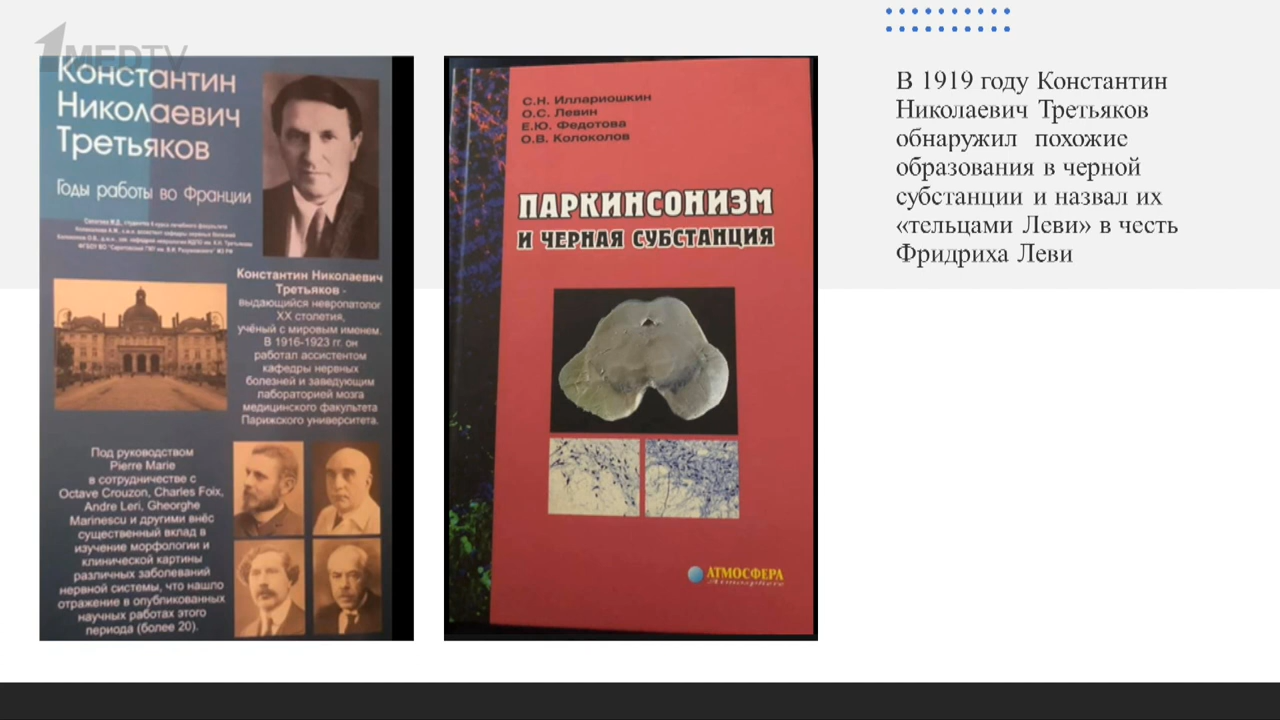 1MEDTV
Константин
Николаевич
Третьяков
Годы работы во Франции
Константин Николаевич
Третьяков -
выдающийся невропатолог
XX столетия,
учёный с мировым именем.
В 1916-1923 гг. он
работал ассистентом
кафедры нервных
болезней и заведующим
лабораторией мозга
медицинского факультета
Парижского университета.
Под руководством
Pierre Marie
в сотрудничестве с
Octave Crouzon, Charles Foix,
Andre Leri, Gheorghe
Marinescu и другими внёс
существенный вклад в
изучение морфологии и
клинической картины
различных заболеваний
нервной системы, что нашло
отражение в опубликованных
научных работах этого
периода (более 20).
С.Н. Иллариошкин
О.С. Левин
Е.Ю. Федотова
О.В. Колоколов
ПАРКИНСОНИЗМ
И ЧЕРНАЯ СУБСТАНЦИЯ
АТМОСФЕРА
Atmosphere
В 1919 году Константин
Николаевич Третьяков
обнаружил похожие
образования в черной
субстанции и назвал их
«тельцами Леви» в честь
Фридриха Леви